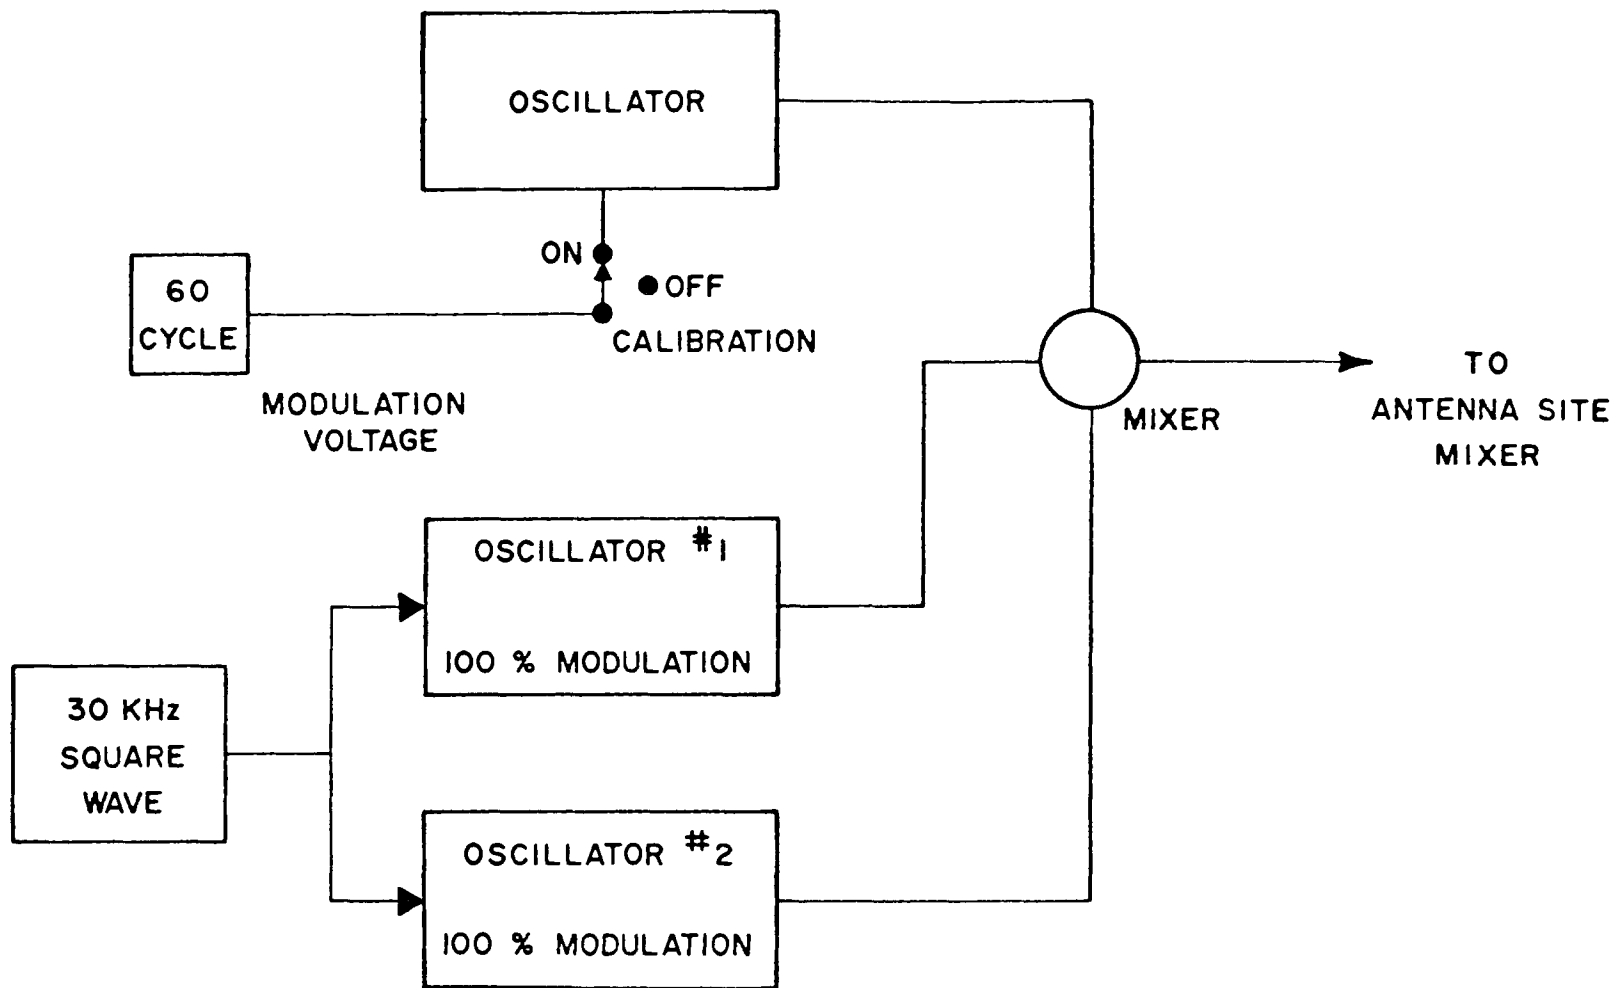 OSCILLATOR
ON
OFF
CALIBRATION
60
CYCLE
MODULATION
VOLTAGE
MIXER
TO
ANTENNA SITE
MIXER
OSCILLATOR #1
100 % MODULATION
30 KHz
SQUARE
WAVE
OSCILLATOR #2
100 % MODULATION